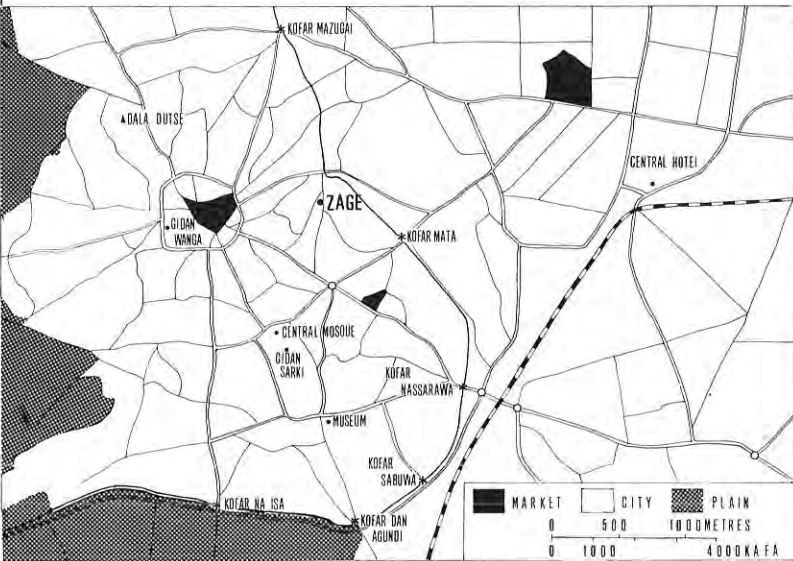 KOFAR MAZUGAI
DALA DUTSE
CENTRAL HOTEL
ZAGE
GIDAN
WANGA
KOFAR MATA
CENTRAL MOSQUE
GIDAN
SARKI
KOFAR
NASSARAWA
MUSEUM
KOFAR
SABUWA
KOFAR NA ISA
KOFAR DAN
AGUNDI
MARKET CITY PLAIN
0 500 1000 METRES
0 1000 4000 KAFA